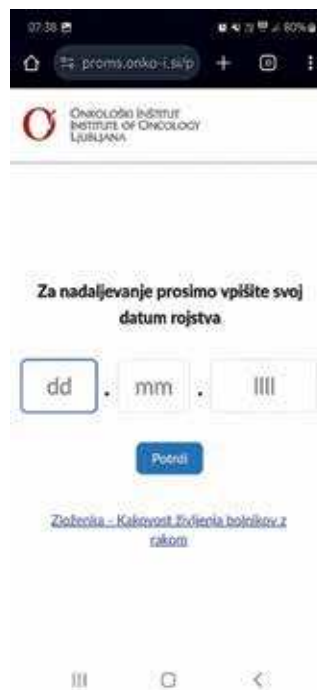 07:38
60%
proms.onko-i.si/p
Onkološki Inštitut
Institute of Oncology
Ljubljana
Za nadaljevanje prosimo vpišite svoj
datum rojstva
dd . mm . llll
Potrdi
Zloženka - Kakovost življenja bolnikov z
rakom